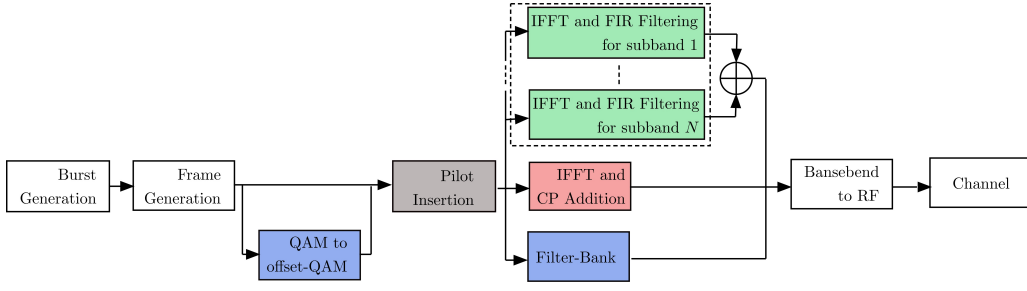 IFFT and FIR Filtering
for subband 1
IFFT and FIR Filtering
for subband N
Burst
Generation
Frame
Generation
Pilot
Insertion
IFFT and
CP Addition
Bansebend
to RF
Channel
QAM to
offset-QAM
Filter-Bank